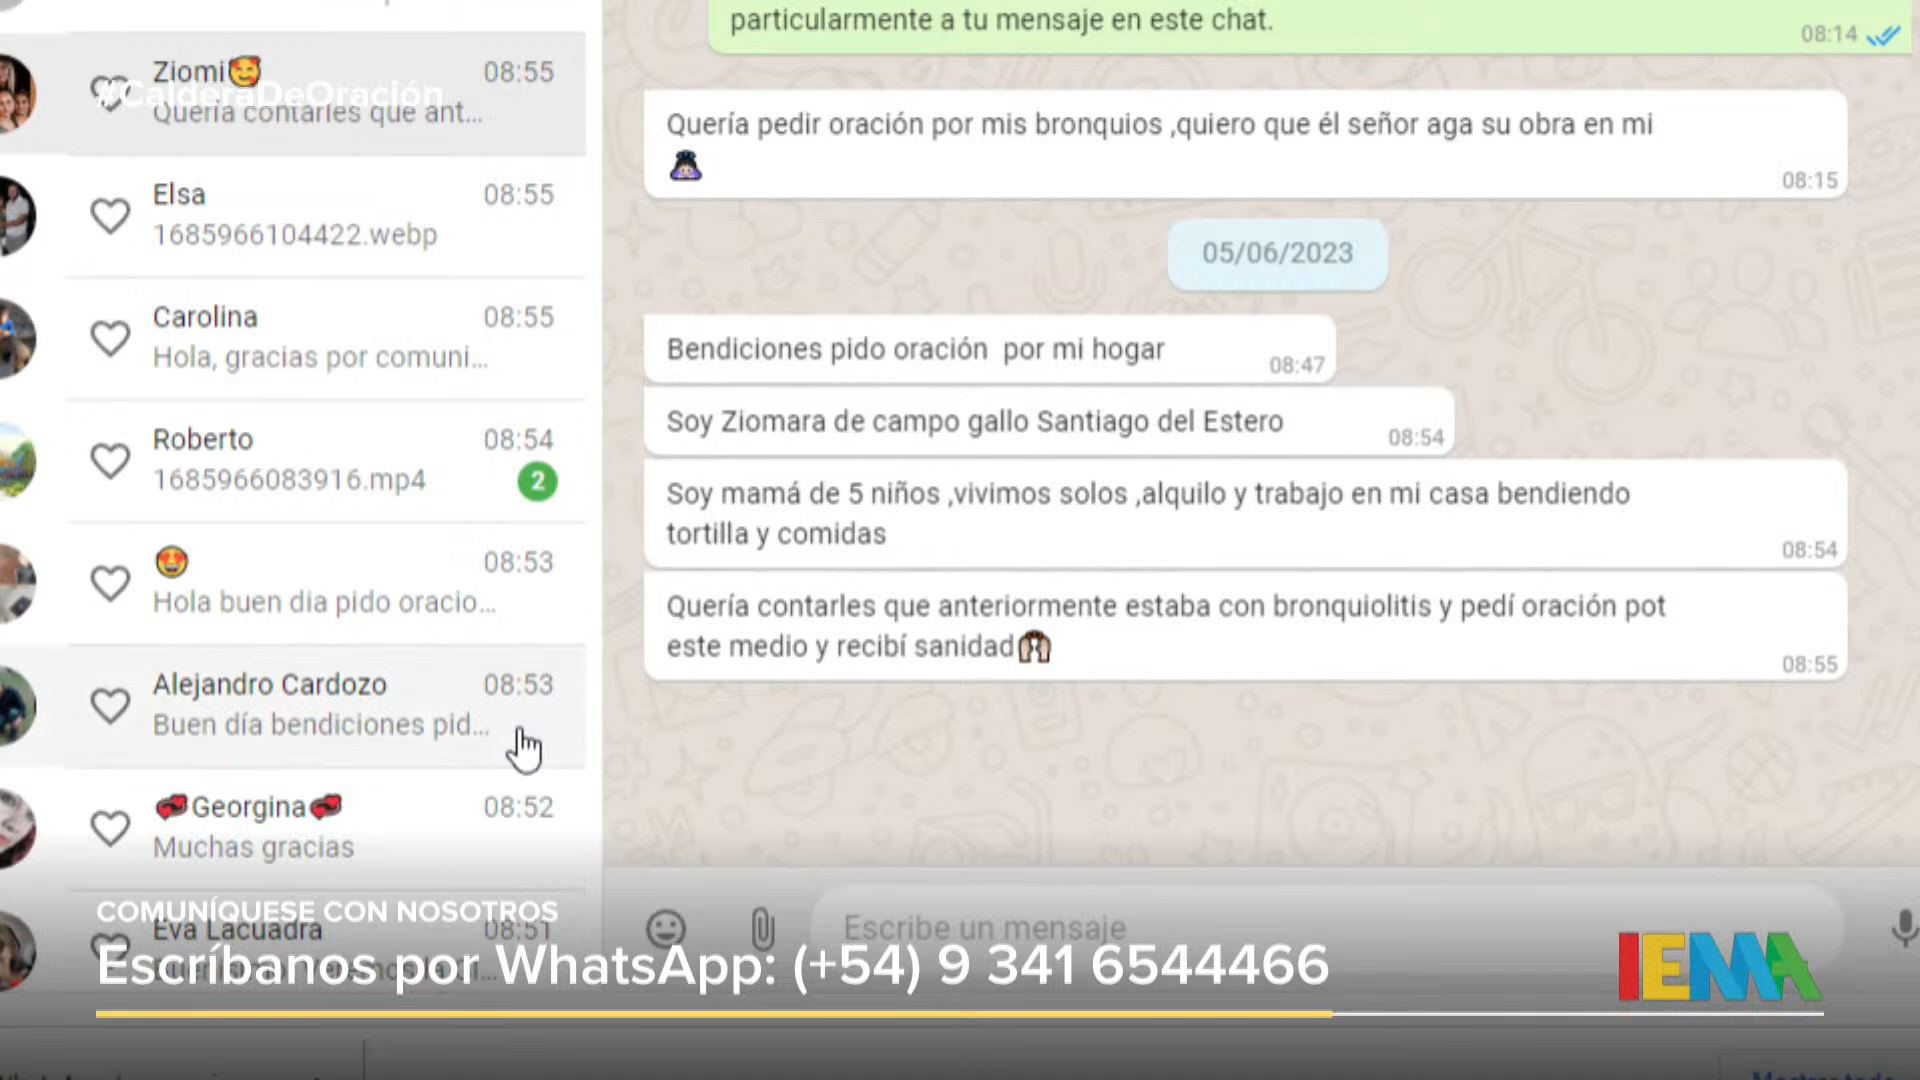 particularmente a tu mensaje en este chat.
08:14
Ziomi🥰 08:55
#CalderaDeOración
Quería contarles que ant...
Elsa 08:55
1685966104422.webp
Carolina 08:55
Hola, gracias por comuni...
Roberto 08:54
1685966083916.mp4 2
😍 08:53
Hola buen dia pido oracio...
Alejandro Cardozo 08:53
Buen día bendiciones pid...
💞Georgina💞 08:52
Muchas gracias
Eva Lacuadra 08:51
Quería pedir oración por mis bronquios ,quiero que él señor aga su obra en mi
🙇🏻‍♀️
08:15
05/06/2023
Bendiciones pido oración  por mi hogar 08:47
Soy Ziomara de campo gallo Santiago del Estero 08:54
Soy mamá de 5 niños ,vivimos solos ,alquilo y trabajo en mi casa bendiendo
tortilla y comidas
08:54
Quería contarles que anteriormente estaba con bronquiolitis y pedí oración pot
este medio y recibí sanidad🙌
08:55
Escribe un mensaje
COMUNÍQUESE CON NOSOTROS
Escríbanos por WhatsApp: (+54) 9 341 6544466
IEMA